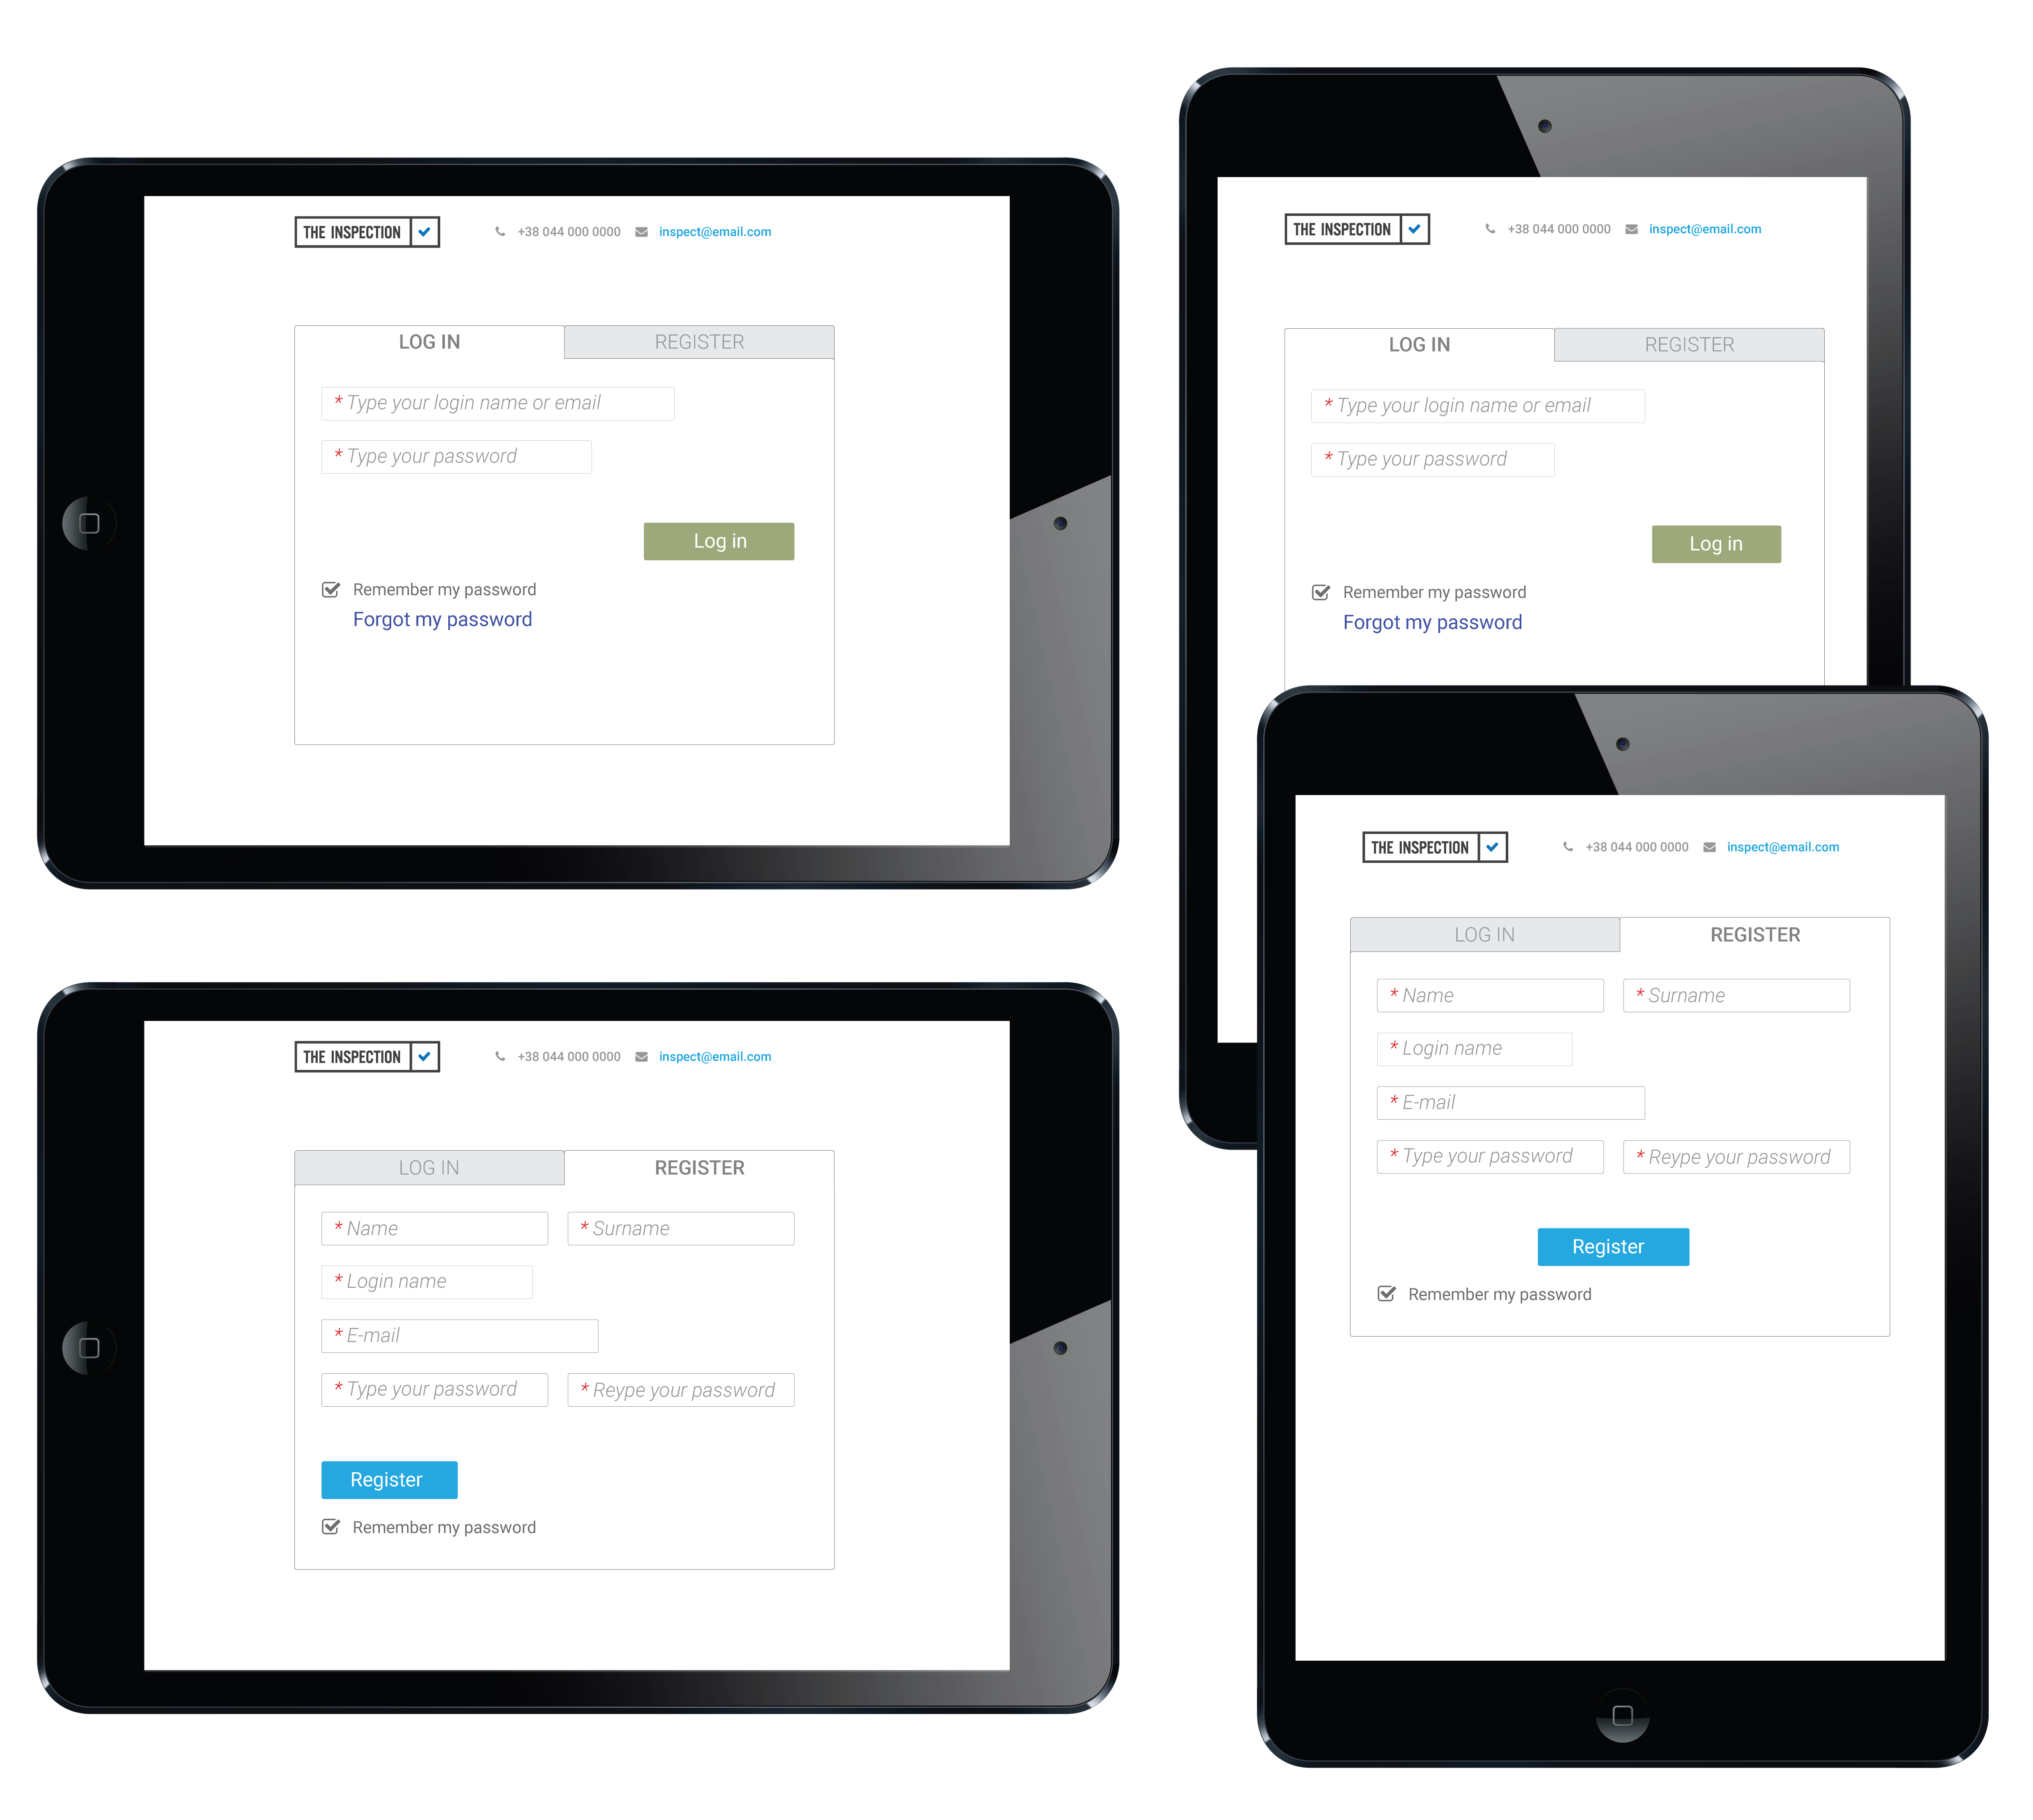 THE INSPECTION +38 044 000 0000 inspect@email.com
LOG IN REGISTER
* Type your login name or email
* Type your password
Log in
Remember my password
Forgot my password
THE INSPECTION +38 044 000 0000 inspect@email.com
LOG IN REGISTER
* Type your login name or email
* Type your password
Log in
Remember my password
Forgot my password
THE INSPECTION +38 044 000 0000 inspect@email.com
LOG IN REGISTER
* Name * Surname
* Login name
* E-mail
* Type your password * Reype your password
Register
Remember my password
THE INSPECTION +38 044 000 0000 inspect@email.com
LOG IN REGISTER
* Name * Surname
* Login name
* E-mail
* Type your password * Reype your password
Register
Remember my password